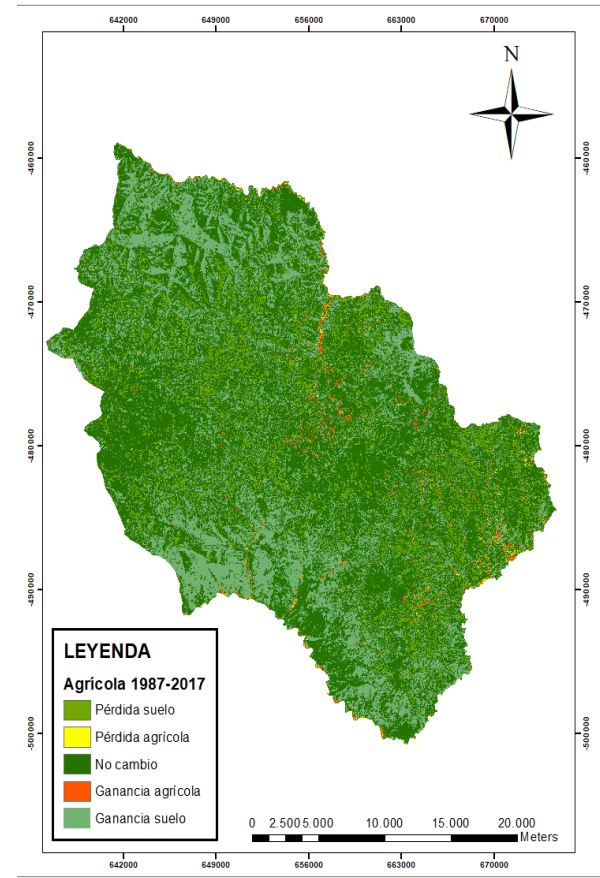 642000 649000 656000 663000 670000
N
-460000 -460000
-470000 -470000
-480000 -480000
-490000 -490000
-500000 -500000
LEYENDA
Agrícola 1987-2017
Pérdida suelo
Pérdida agrícola
No cambio
Ganancia agrícola
Ganancia suelo
0 2.500 5.000 10.000 15.000 20.000
Meters
642000 649000 656000 663000 670000